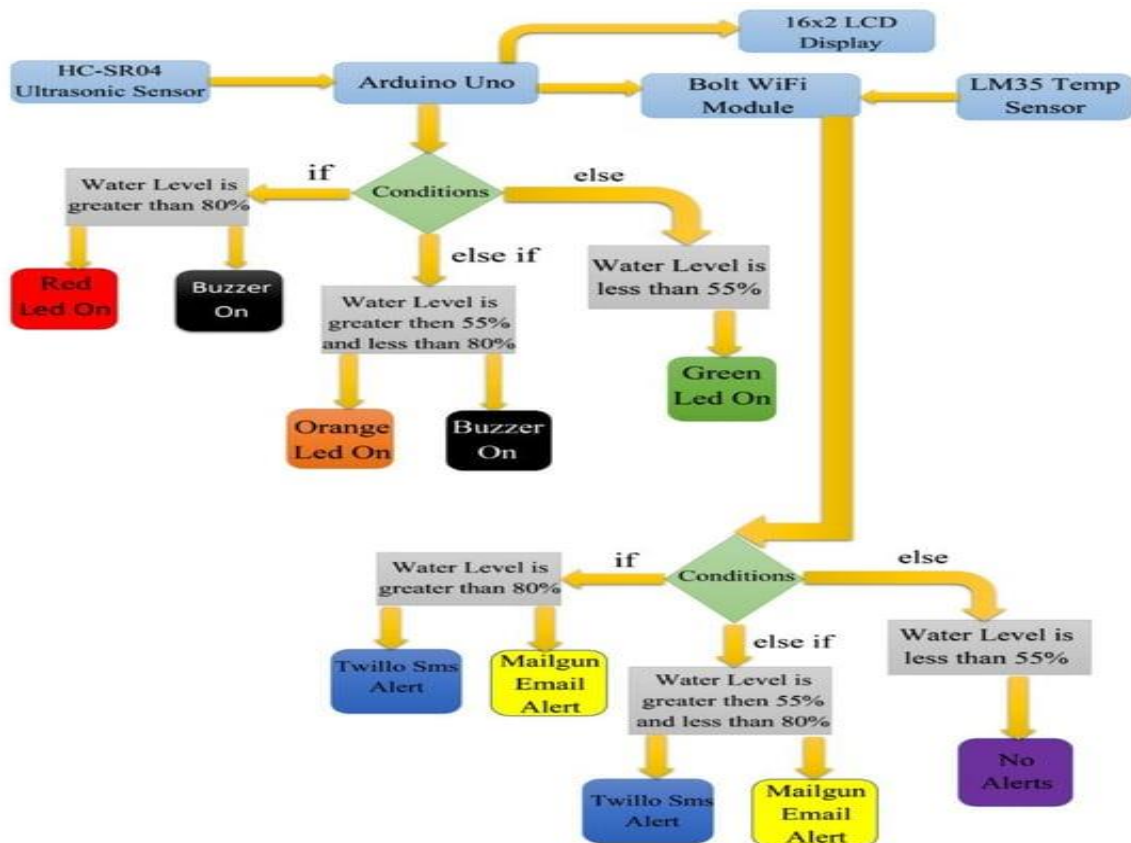 16x2 LCD
Display
HC-SR04
Ultrasonic Sensor
Arduino Uno
Bolt WiFi
Module
LM35 Temp
Sensor
if
Conditions
else
Water Level is
greater than 80%
else if
Water Level is
less than 55%
Red
Led On
Buzzer
On
Water Level is
greater then 55%
and less than 80%
Green
Led On
Orange
Led On
Buzzer
On
if
Conditions
else
Water Level is
greater than 80%
else if
Water Level is
less than 55%
Twillo Sms
Alert
Mailgun
Email
Alert
Water Level is
greater then 55%
and less than 80%
No
Alerts
Twillo Sms
Alert
Mailgun
Email
Alert